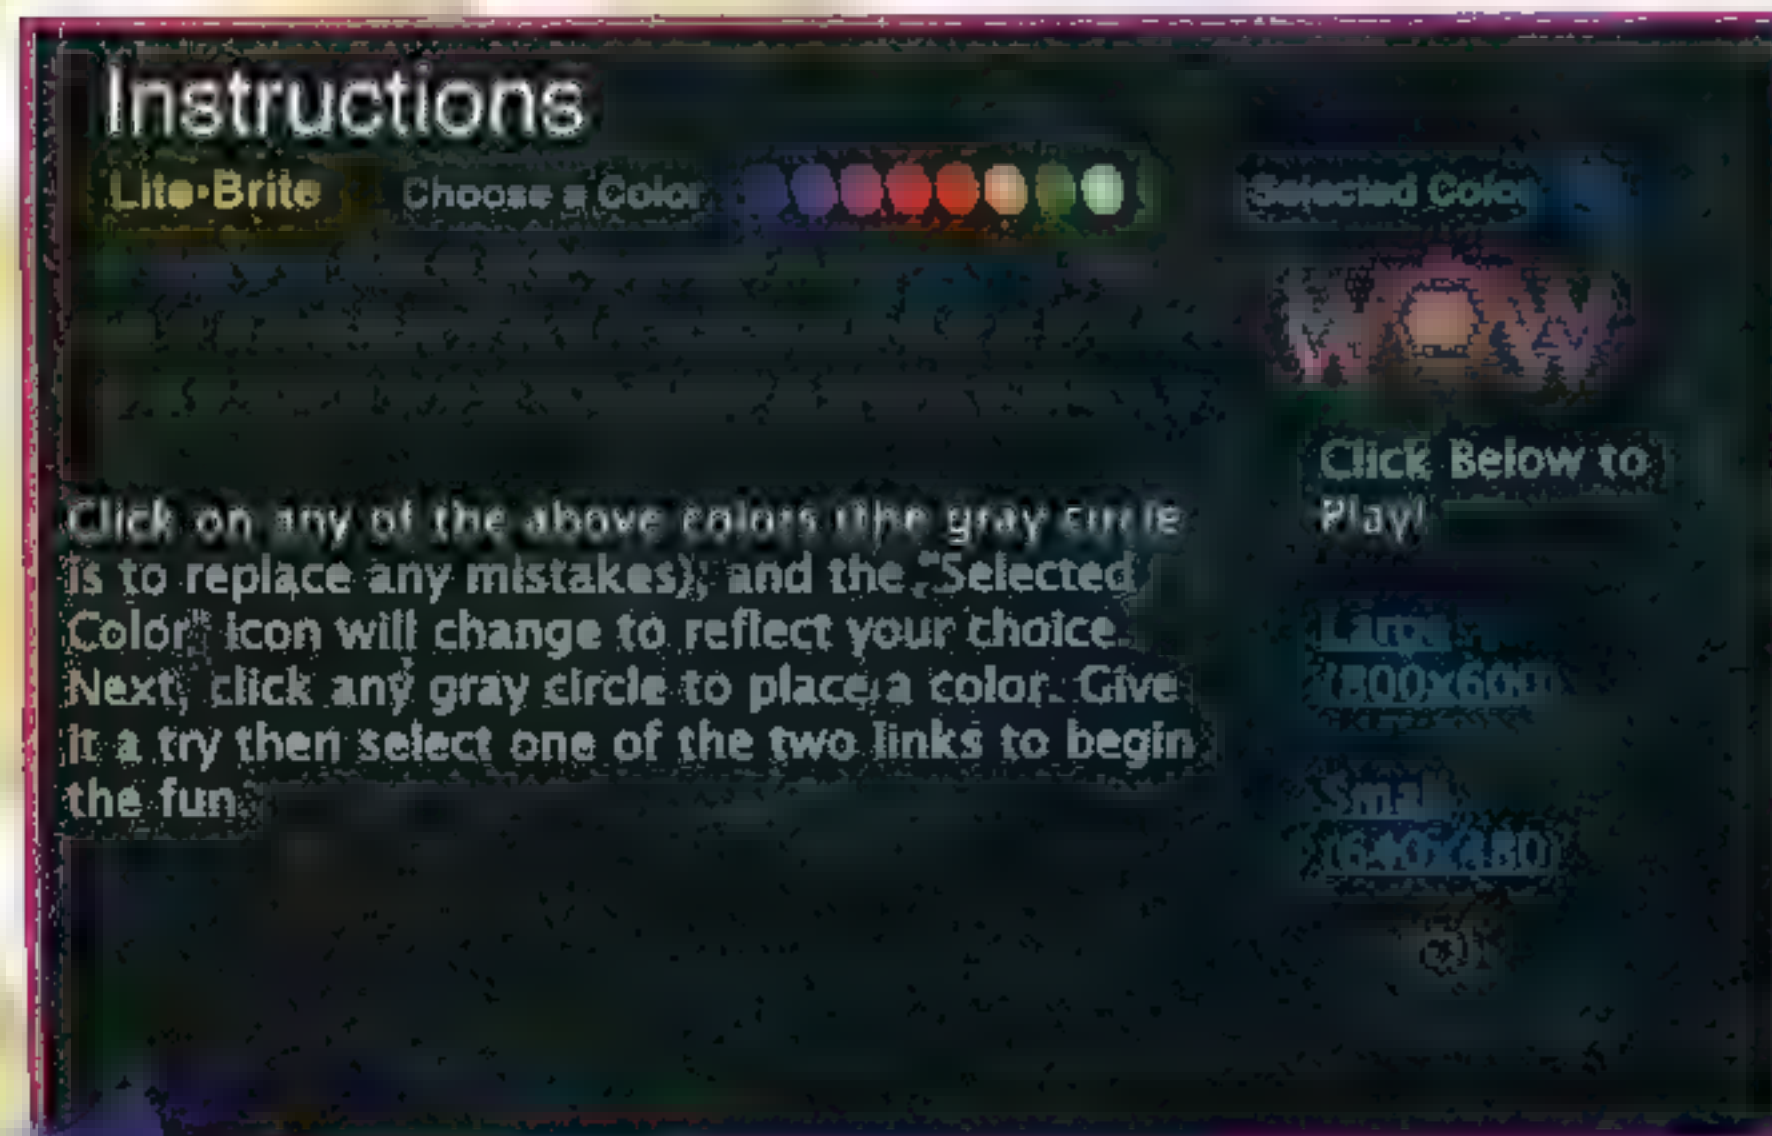 Instructions
Lite•Brite Choose a Color Selected Color
Click Below to
Play!
Click on any of the above colors (the gray circle
is to replace any mistakes), and the "Selected
Color" icon will change to reflect your choice.
Next, click any gray circle to place a color. Give
it a try then select one of the two links to begin
the fun
Large
(800x600)
Small
(640x480)